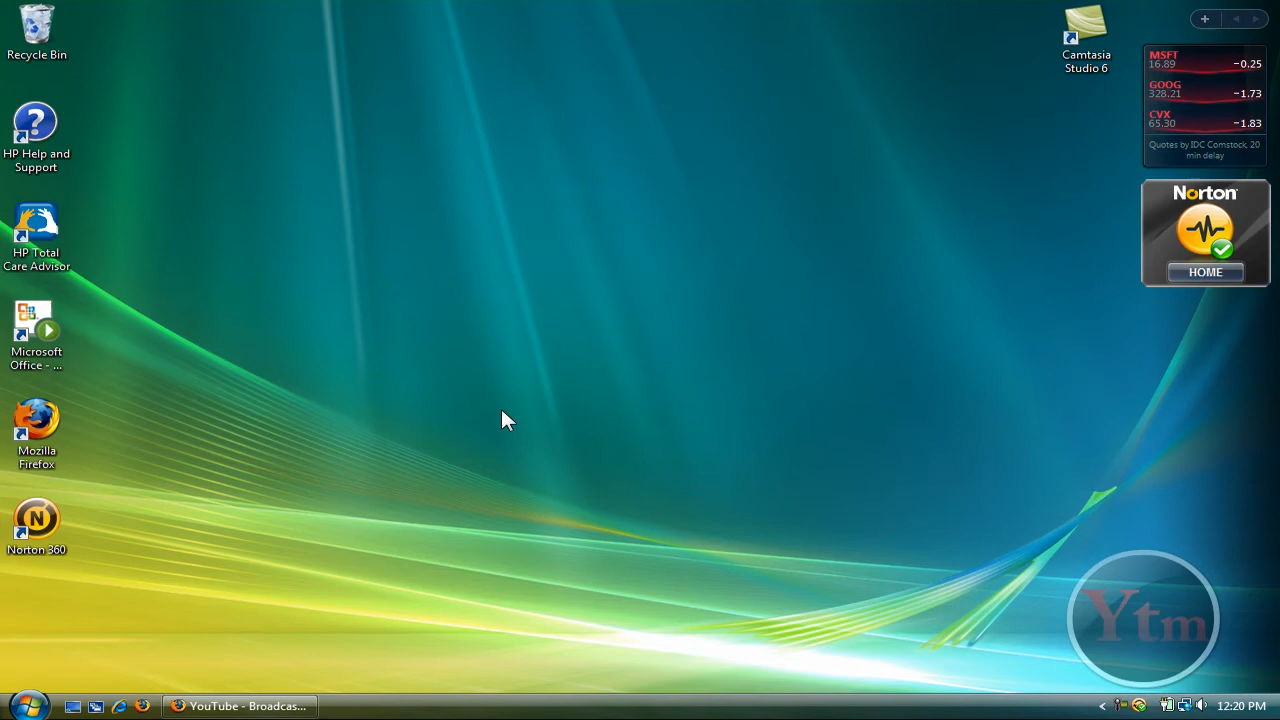 Recycle Bin
HP Help and
Support
HP Total
Care Advisor
Microsoft
Office - ...
Mozilla
Firefox
N
Norton 360
Camtasia
Studio 6
MSFT
16.89 -0.25
GOOG
328.21 -1.73
CVX
65.30 -1.83
Quotes by IDC Comstock, 20
min delay
Norton
HOME
Ytm
YouTube - Broadcas...
12:20 PM